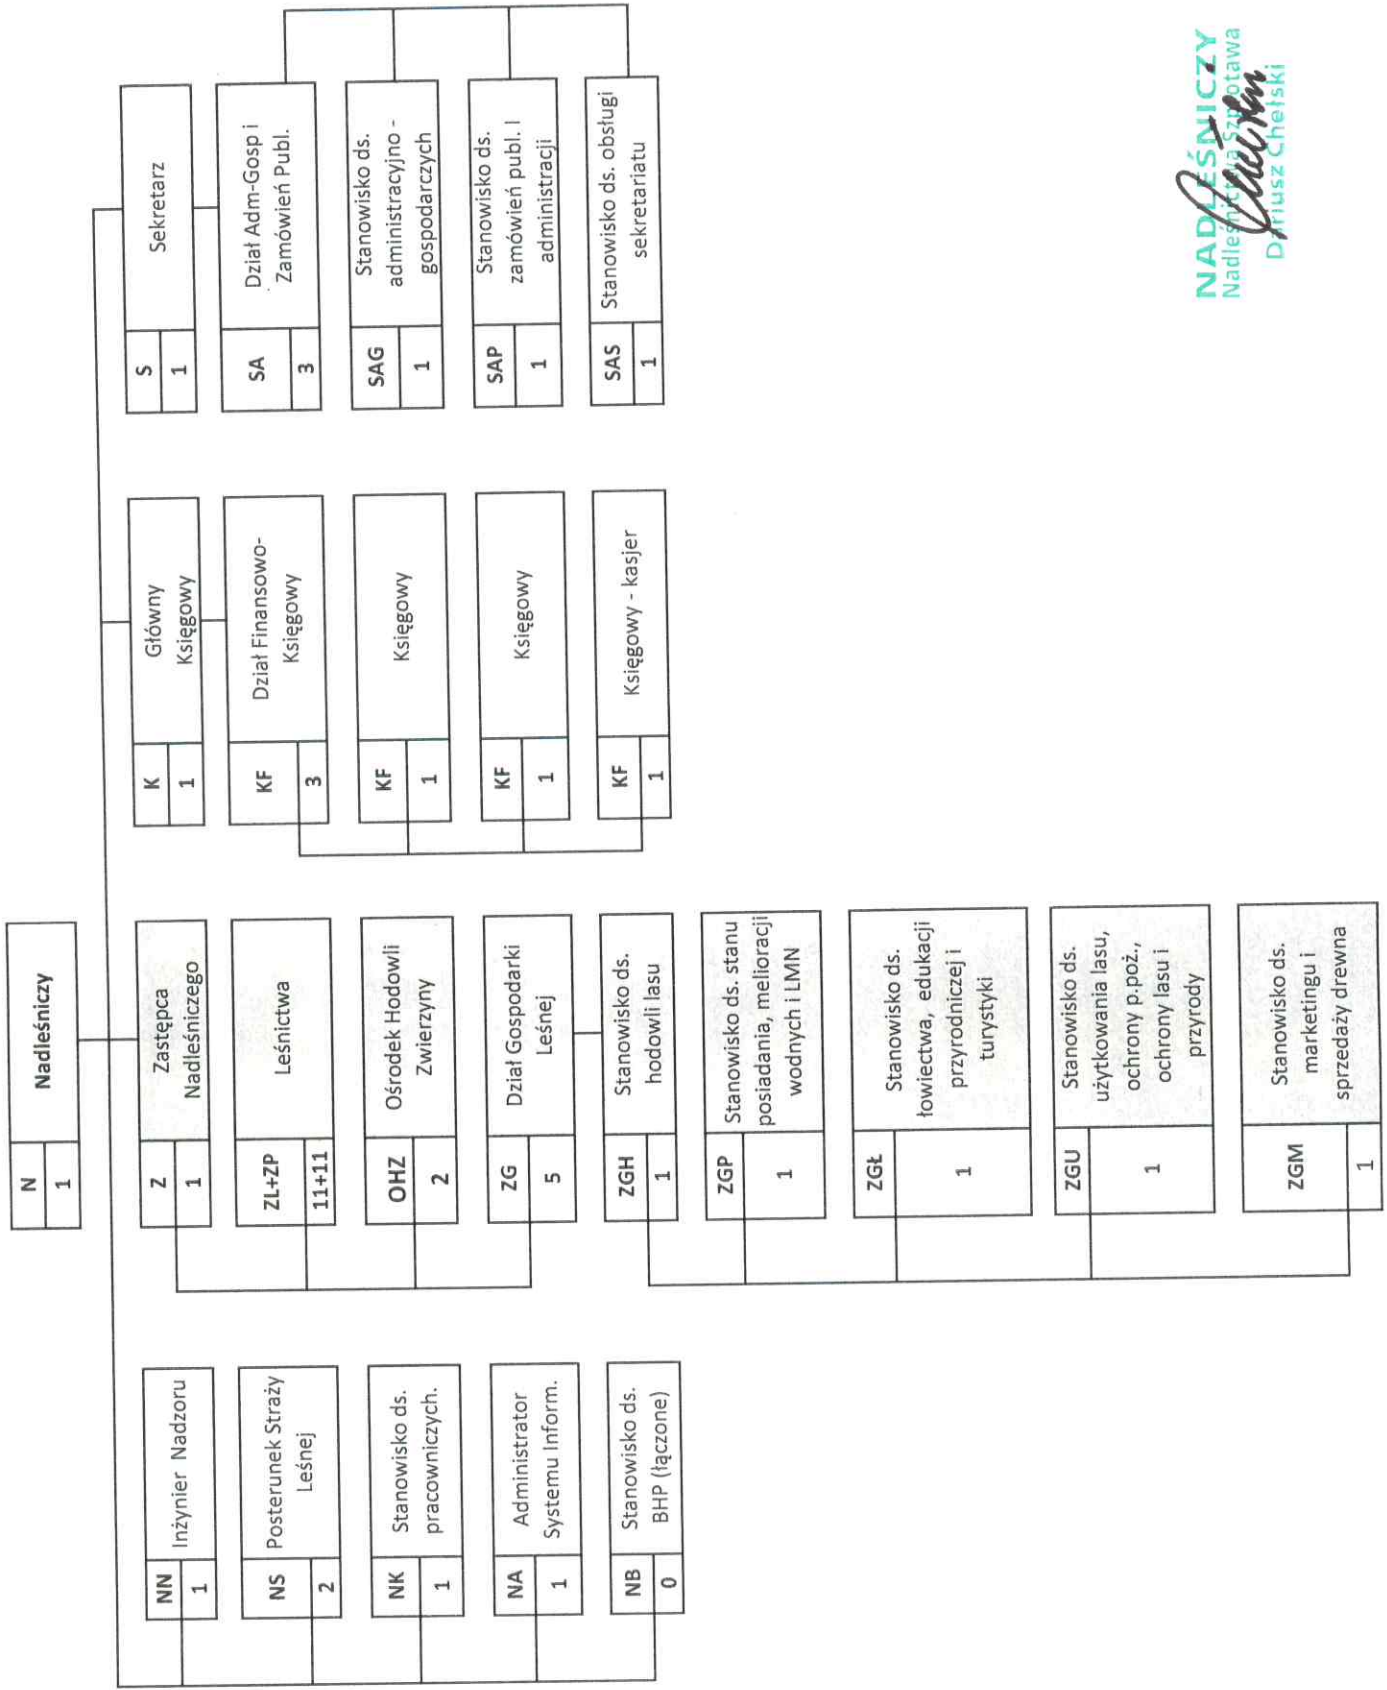 N
1
Nadleśniczy
NN
1
Inżynier Nadzoru
NS
2
Posterunek Straży
Leśnej
NK
1
Stanowisko ds.
pracowniczych.
NA
1
Administrator
Systemu Inform.
NB
0
Stanowisko ds.
BHP (łączone)
Z
1
Zastępca
Nadleśniczego
ZL+ZP
11+11
Leśnictwa
OHZ
2
Ośrodek Hodowli
Zwierzyny
ZG
5
Dział Gospodarki
Leśnej
ZGH
1
Stanowisko ds.
hodowli lasu
ZGP
1
Stanowisko ds. stanu
posiadania, melioracji
wodnych i LMN
ZGŁ
1
Stanowisko ds.
łowiectwa, edukacji
przyrodniczej i
turystyki
ZGU
1
Stanowisko ds.
użytkowania lasu,
ochrony p.poż.,
ochrony lasu i
przyrody
ZGM
1
Stanowisko ds.
marketingu i
sprzedaży drewna
K
1
Główny
Księgowy
KF
3
Dział Finansowo-
Księgowy
KF
1
Księgowy
KF
1
Księgowy
KF
1
Księgowy - kasjer
S
1
Sekretarz
SA
3
Dział Adm-Gosp i
Zamówień Publ.
SAG
1
Stanowisko ds.
administracyjno -
gospodarczych
SAP
1
Stanowisko ds.
zamówień publ. I
administracji
SAS
1
Stanowisko ds. obsługi
sekretariatu
NADLEŚNICZY
Nadleśnictwa Szprotawa
Dariusz Chełski